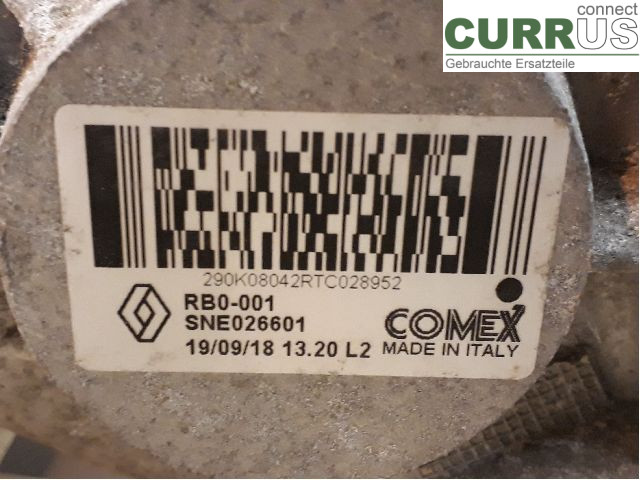 connect
CURRUS
Gebrauchte Ersatzteile
290K08042RTC028952
RB0-001
SNE026601
19/09/18 13.20 L2
COMEX
MADE IN ITALY